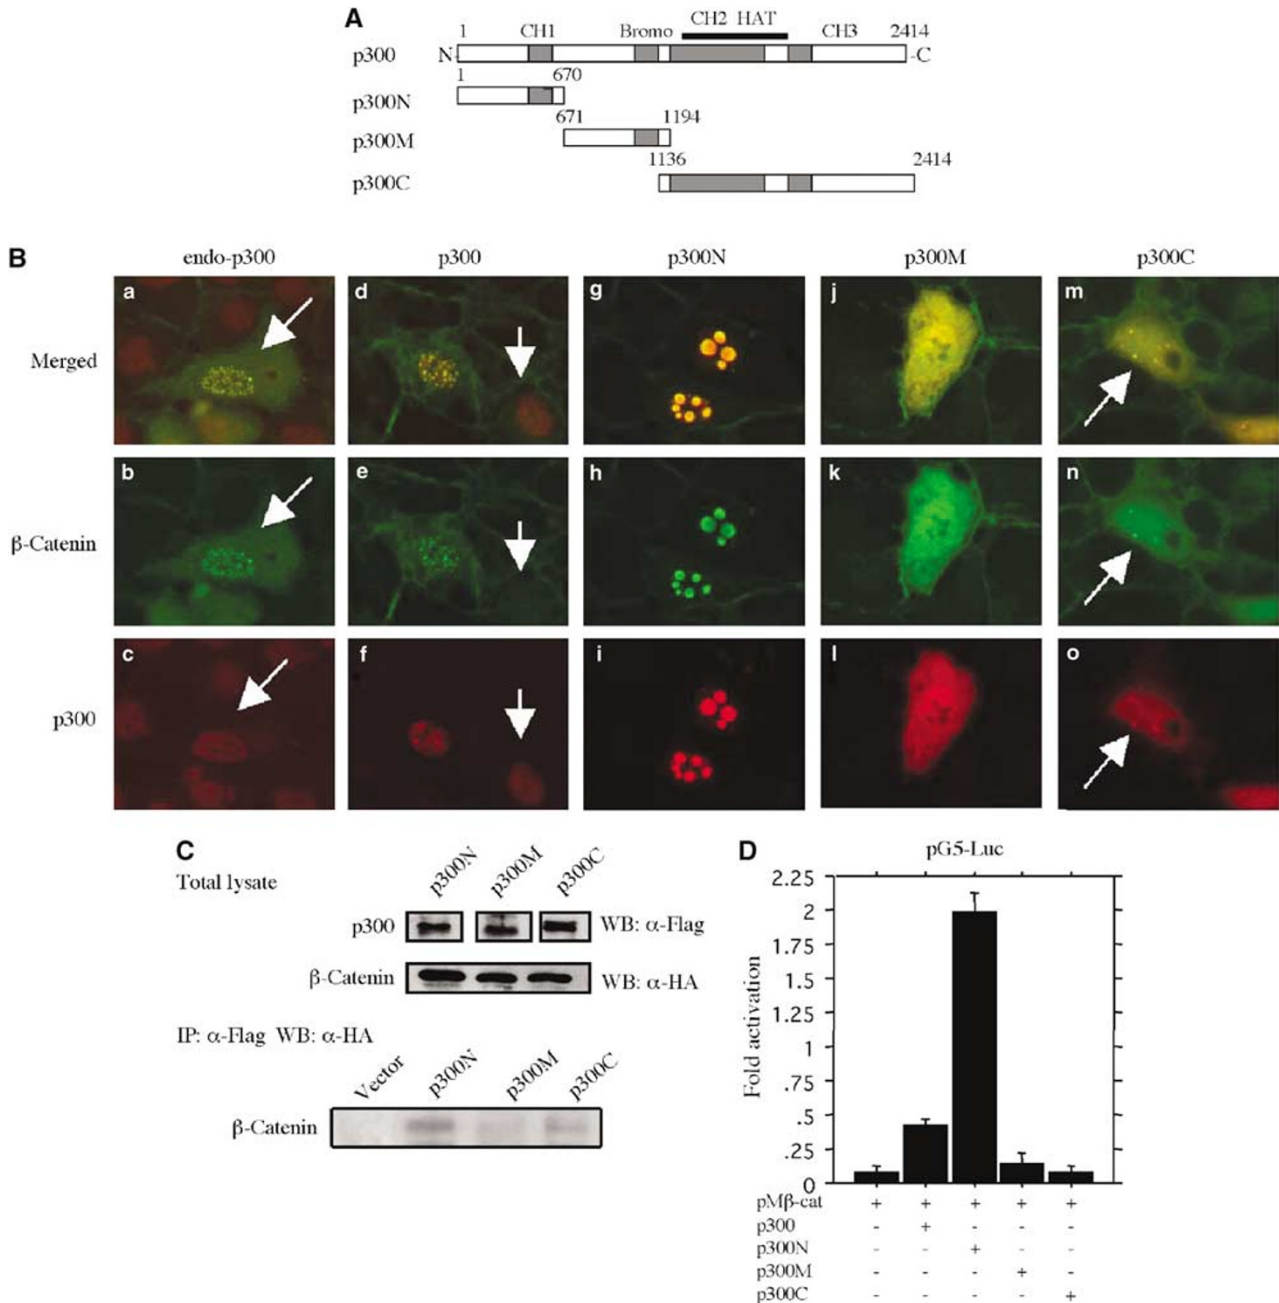 A
CH2 HAT
1 CH1 Bromo CH3 2414
p300 N- -C
1 670
p300N
671 1194
p300M
1136 2414
p300C
B
endo-p300 p300 p300N p300M p300C
Merged a d g j m
β-Catenin b e h k n
p300 c f i l o
C
Total lysate p300N p300M p300C
p300 WB: α-Flag
β-Catenin WB: α-HA
IP: α-Flag WB: α-HA
Vector p300N p300M p300C
β-Catenin
D
pG5-Luc
Fold activation
2.25
2
1.75
1.5
1.25
1
.75
.5
.25
0
pMβ-cat + + + + +
p300 - + - - -
p300N - - + - -
p300M - - - + -
p300C - - - - +